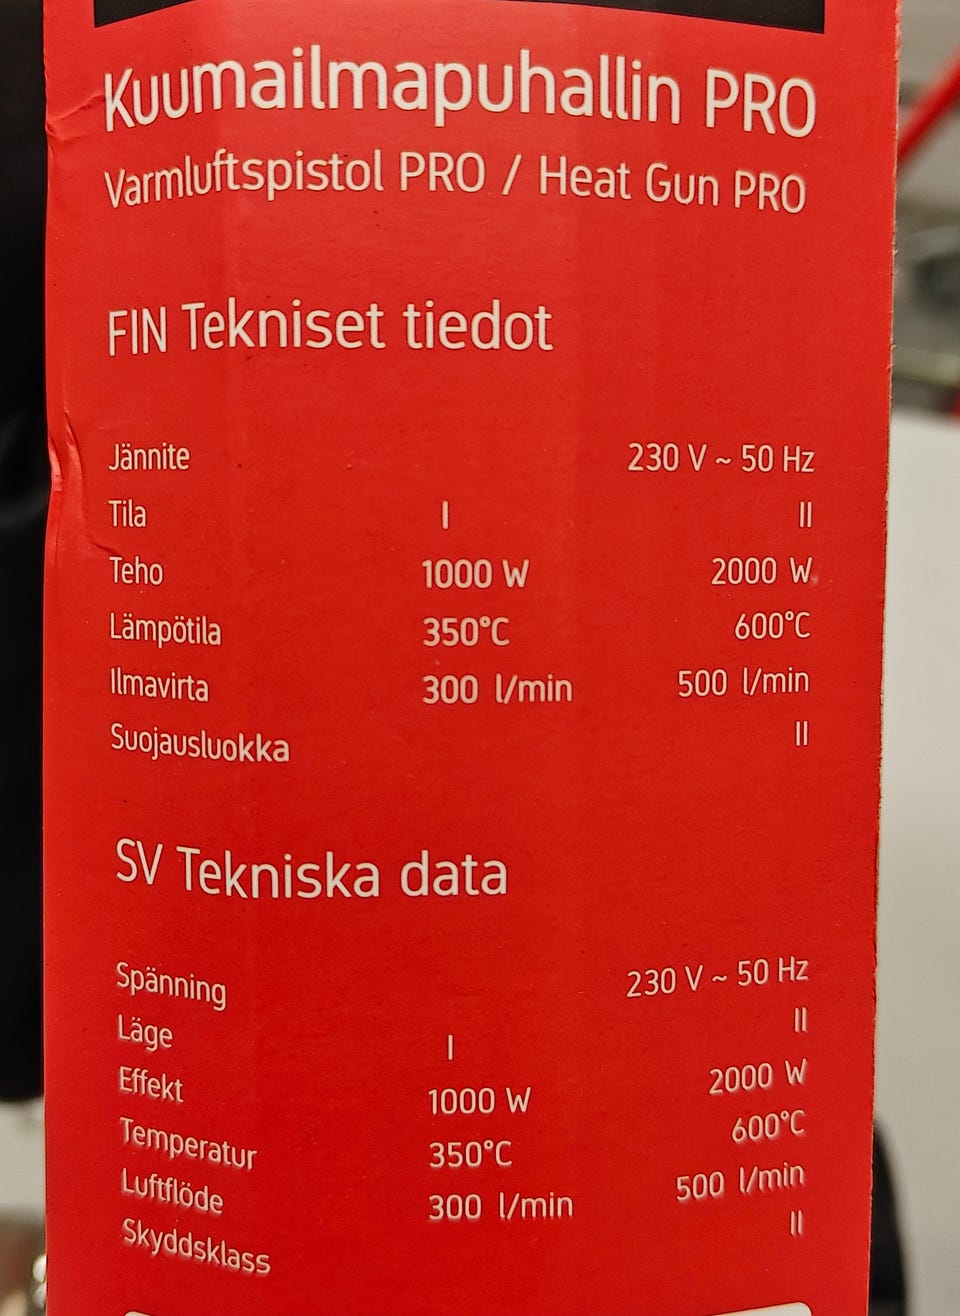 Kuumailmapuhallin PRO
Varmluftspistol PRO / Heat Gun PRO
FIN Tekniset tiedot
Jännite 230 V ~ 50 Hz
Tila I II
Teho 1000 W 2000 W
Lämpötila 350°C 600°C
Ilmavirta 300 l/min 500 l/min
Suojausluokka II
SV Tekniska data
Spänning 230 V ~ 50 Hz
Läge I II
Effekt 1000 W 2000 W
Temperatur 350°C 600°C
Luftflöde 300 l/min 500 l/min
Skyddsklass II